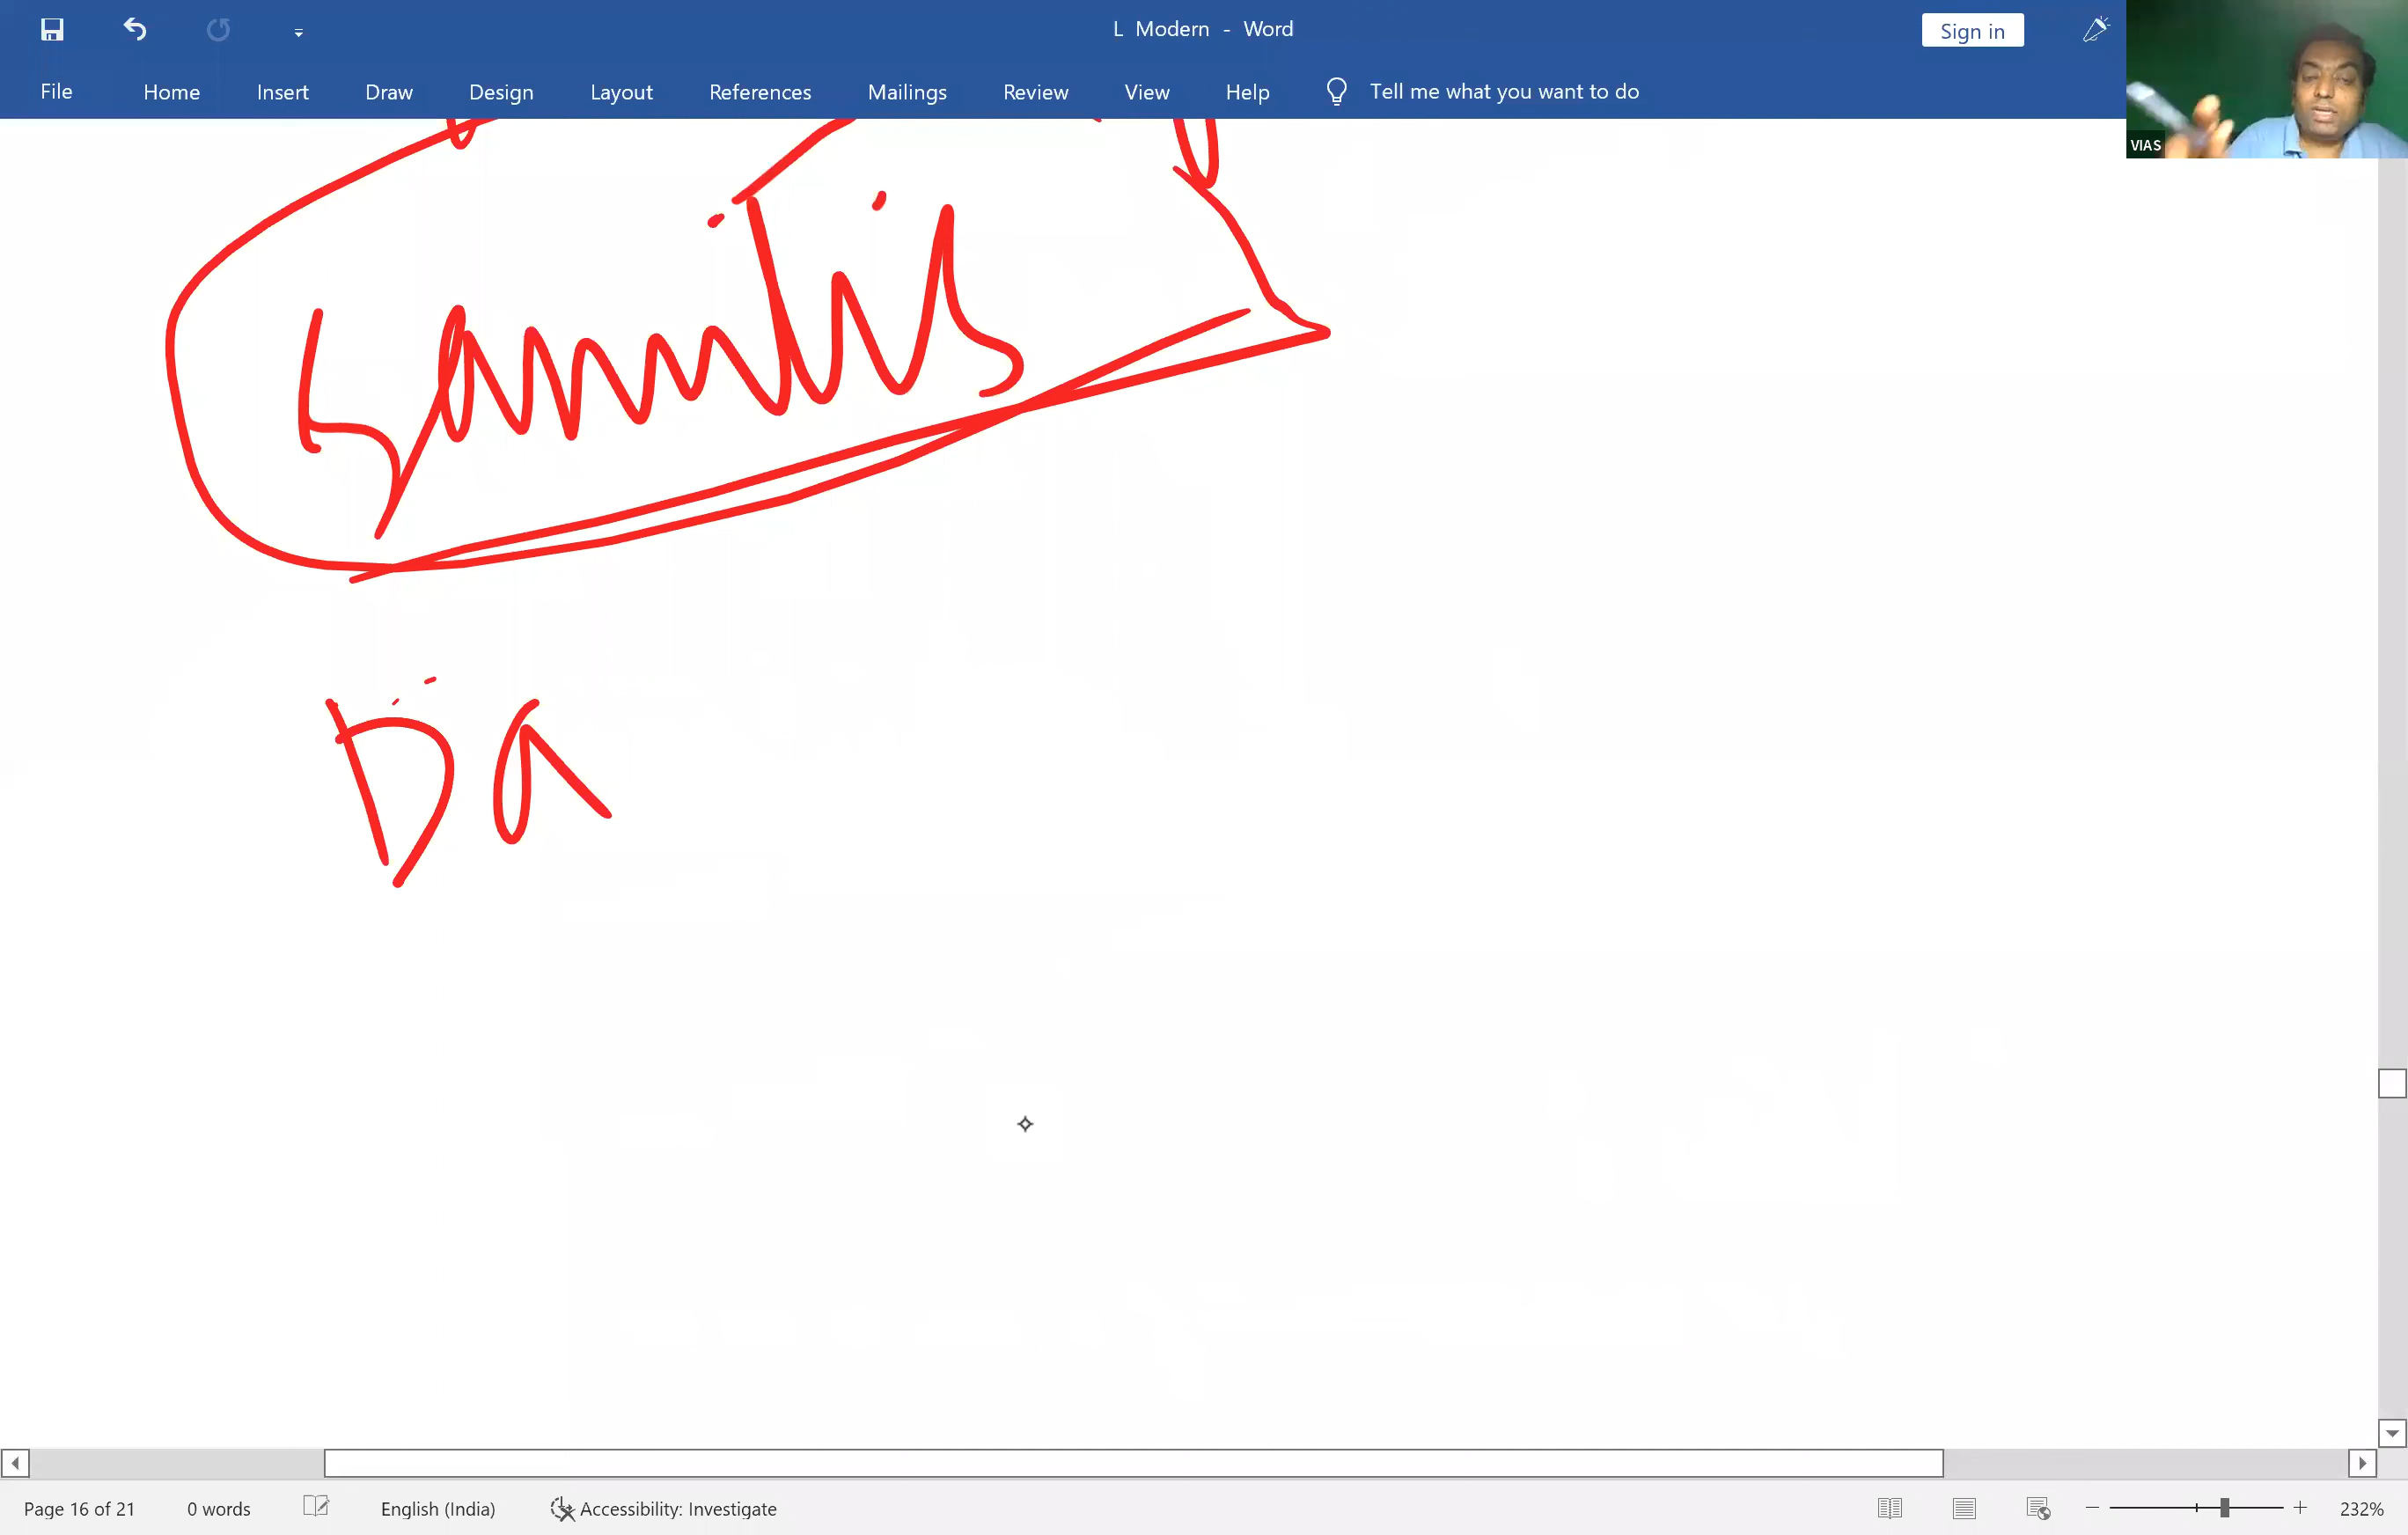 L Modern - Word
Sign in
File Home Insert Draw Design Layout References Mailings Review View Help Tell me what you want to do
VIAS
Samitis
Da
Page 16 of 21 0 words English (India) Accessibility: Investigate 232%